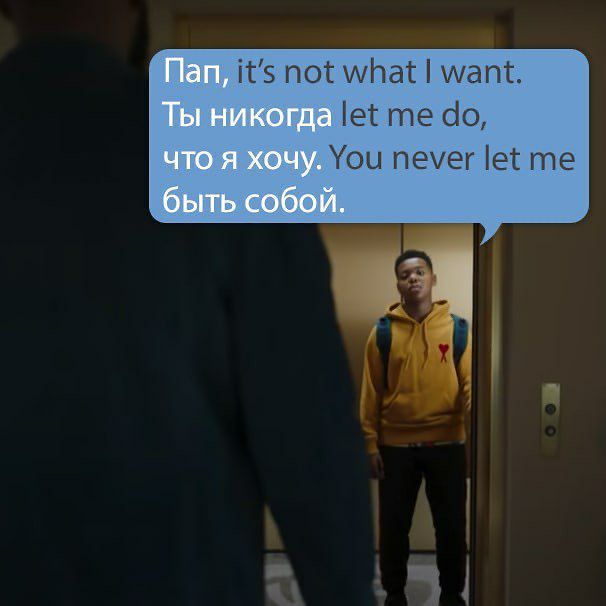 Пап, it's not what I want.
Ты никогда let me do,
что я хочу. You never let me
быть собой.